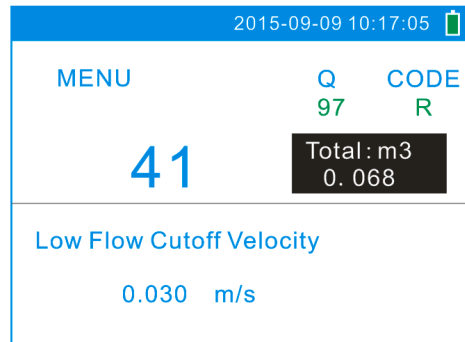 2015-09-09 10:17:05
MENU Q CODE
97 R
41
Total: m3
0. 068
Low Flow Cutoff Velocity
0.030 m/s